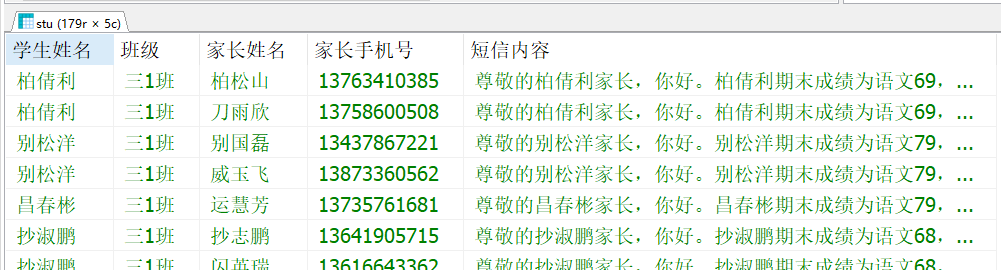 stu (179r × 5c)
学生姓名 班级 家长姓名 家长手机号 短信内容
柏倩利 三1班 柏松山 13763410385 尊敬的柏倩利家长，你好。柏倩利期末成绩为语文69，...
柏倩利 三1班 刀雨欣 13758600508 尊敬的柏倩利家长，你好。柏倩利期末成绩为语文69，...
别松洋 三1班 别国磊 13437867221 尊敬的别松洋家长，你好。别松洋期末成绩为语文79，...
别松洋 三1班 威玉飞 13873360562 尊敬的别松洋家长，你好。别松洋期末成绩为语文79，...
昌春彬 三1班 运慧芳 13735761681 尊敬的昌春彬家长，你好。昌春彬期末成绩为语文79，...
抄淑鹏 三1班 抄志鹏 13641905715 尊敬的抄淑鹏家长，你好。抄淑鹏期末成绩为语文68，...
抄淑鹏 三1班 闪英瑞 13616643362 尊敬的抄淑鹏家长，你好。抄淑鹏期末成绩为语文68，...